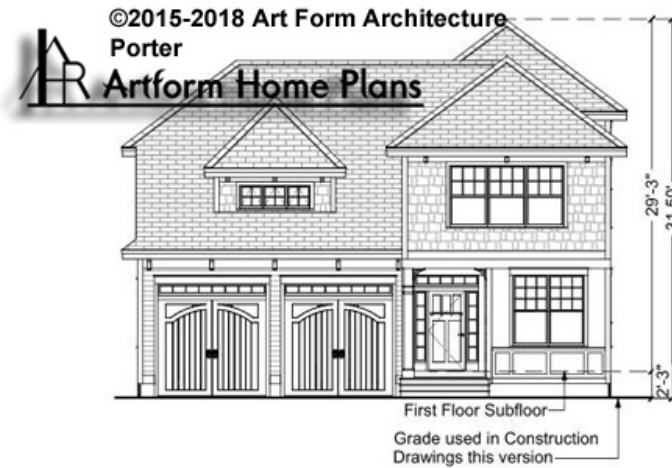 ©2015-2018 Art Form Architecture
Porter
Artform Home Plans
29'-3"
2'-3"
First Floor Subfloor
Grade used in Construction
Drawings this version